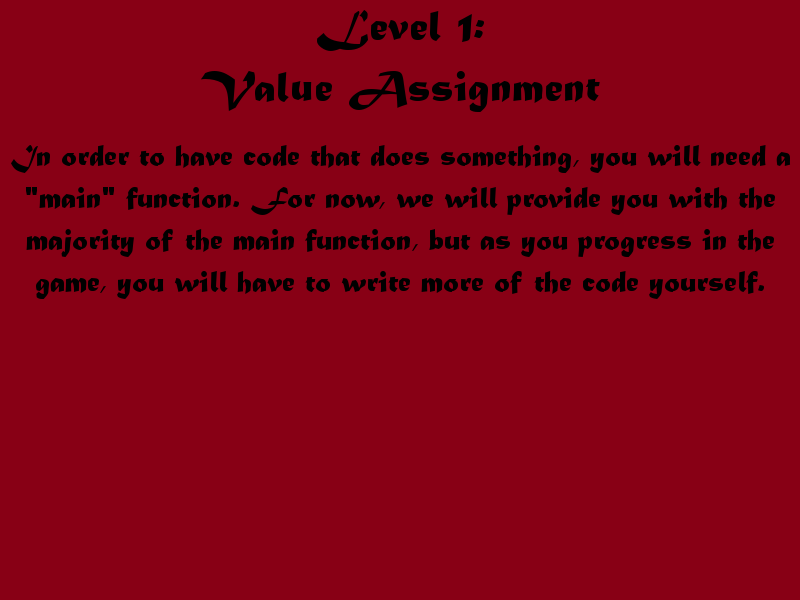 Level 1:
Value Assignment
In order to have code that does something, you will need a
"main" function. For now, we will provide you with the
majority of the main function, but as you progress in the
game, you will have to write more of the code yourself.